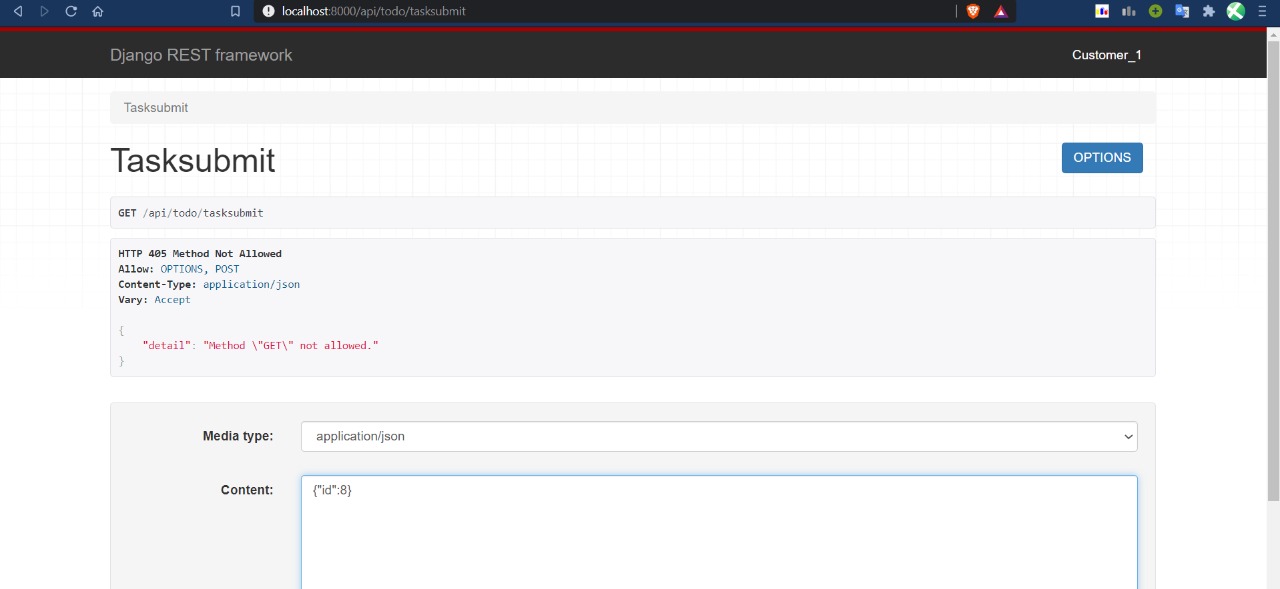 localhost:8000/api/todo/tasksubmit
Django REST framework
Customer_1
Tasksubmit
Tasksubmit
OPTIONS
GET /api/todo/tasksubmit
HTTP 405 Method Not Allowed
Allow: OPTIONS, POST
Content-Type: application/json
Vary: Accept
{
"detail": "Method \"GET\" not allowed."
}
Media type:
application/json
Content:
{"id":8}